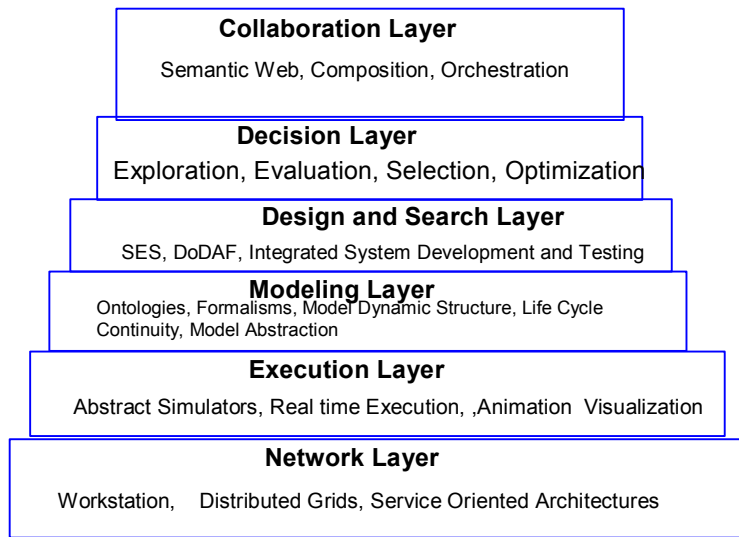 Collaboration Layer
Semantic Web, Composition, Orchestration
Decision Layer
Exploration, Evaluation, Selection, Optimization
Design and Search Layer
SES, DoDAF, Integrated System Development and Testing
Modeling Layer
Ontologies, Formalisms, Model Dynamic Structure, Life Cycle
Continuity, Model Abstraction
Execution Layer
Abstract Simulators, Real time Execution, ,Animation Visualization
Network Layer
Workstation, Distributed Grids, Service Oriented Architectures